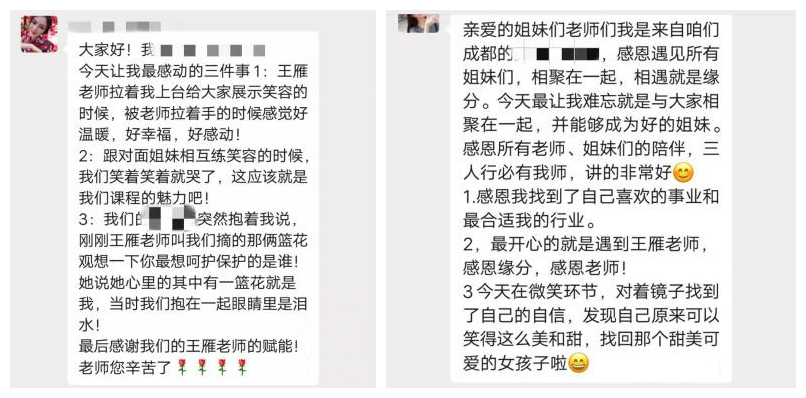 大家好！我
今天让我最感动的三件事1：王雁
老师拉着我上台给大家展示笑容的
时候，被老师拉着手的时候感觉好
温暖，好幸福，好感动！
2：跟对面姐妹相互练笑容的时候，
我们笑着笑着就哭了，这应该就是
我们课程的魅力吧！
3：我们的 突然抱着我说，
刚刚王雁老师叫我们摘的那俩篮花
观想一下你最想呵护保护的是谁！
她说她心里的其中有一篮花就是
我，当时我们抱在一起眼睛里是泪
水！
最后感谢我们的王雁老师的赋能！
老师您辛苦了🌹🌹🌹🌹
亲爱的姐妹们老师们我是来自咱们
成都的 ，感恩遇见所有
姐妹们，相聚在一起，相遇就是缘
分。今天最让我难忘就是与大家相
聚在一起，并能够成为好的姐妹。
感恩所有老师、姐妹们的陪伴，三
人行必有我师，讲的非常好😊
1.感恩我找到了自己喜欢的事业和
最合适我的行业。
2，最开心的就是遇到王雁老师，
感恩缘分，感恩老师！
3今天在微笑环节，对着镜子找到
了自己的自信，发现自己原来可以
笑得这么美和甜，找回那个甜美可
爱的女孩子啦😄